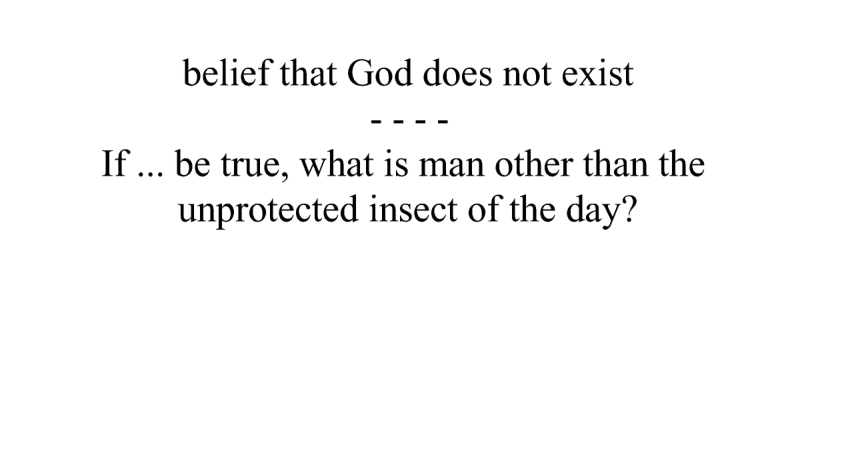 belief that God does not exist
- - - -
If ... be true, what is man other than the
unprotected insect of the day?